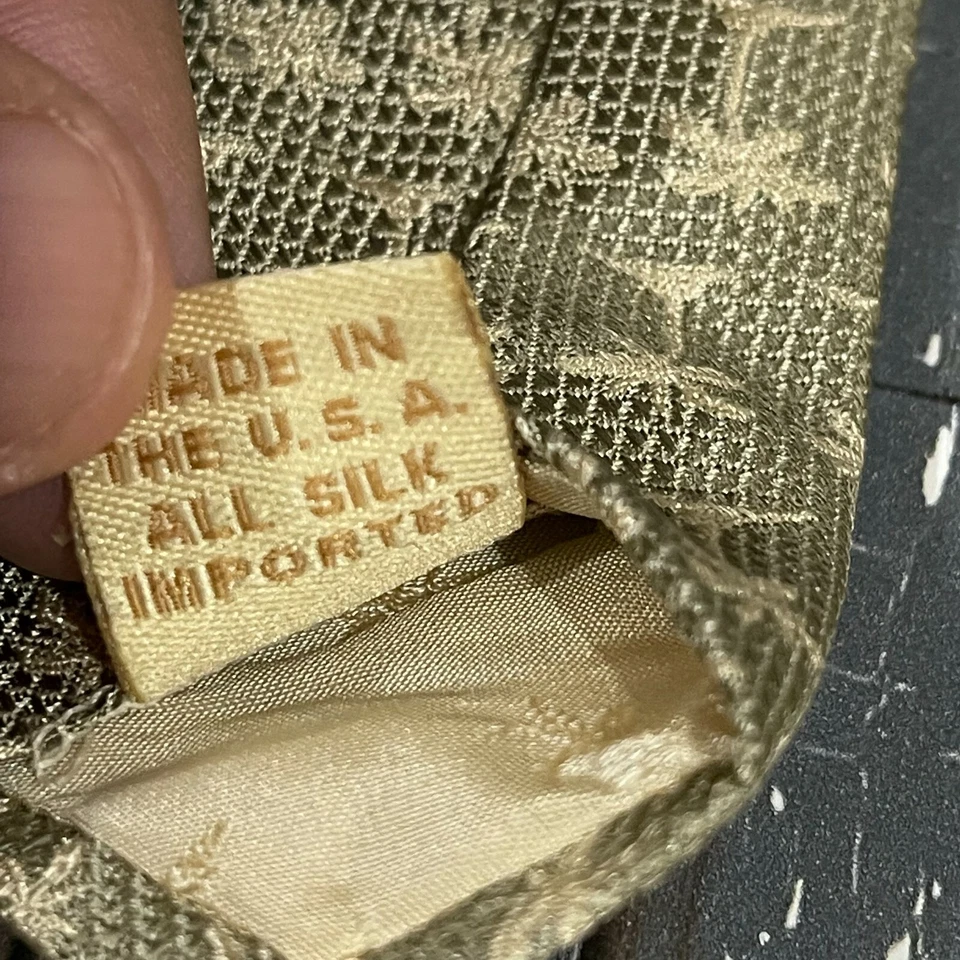 MADE IN
THE U.S.A.
ALL SILK
IMPORTED